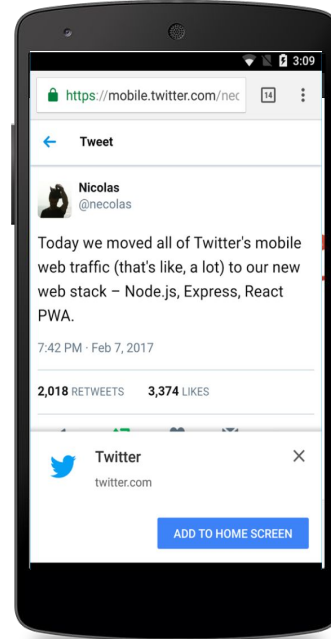 3:09
https://mobile.twitter.com/nec
14
Tweet
Nicolas
@necolas
Today we moved all of Twitter's mobile
web traffic (that's like, a lot) to our new
web stack – Node.js, Express, React
PWA.
7:42 PM · Feb 7, 2017
2,018 RETWEETS 3,374 LIKES
Twitter
twitter.com
ADD TO HOME SCREEN